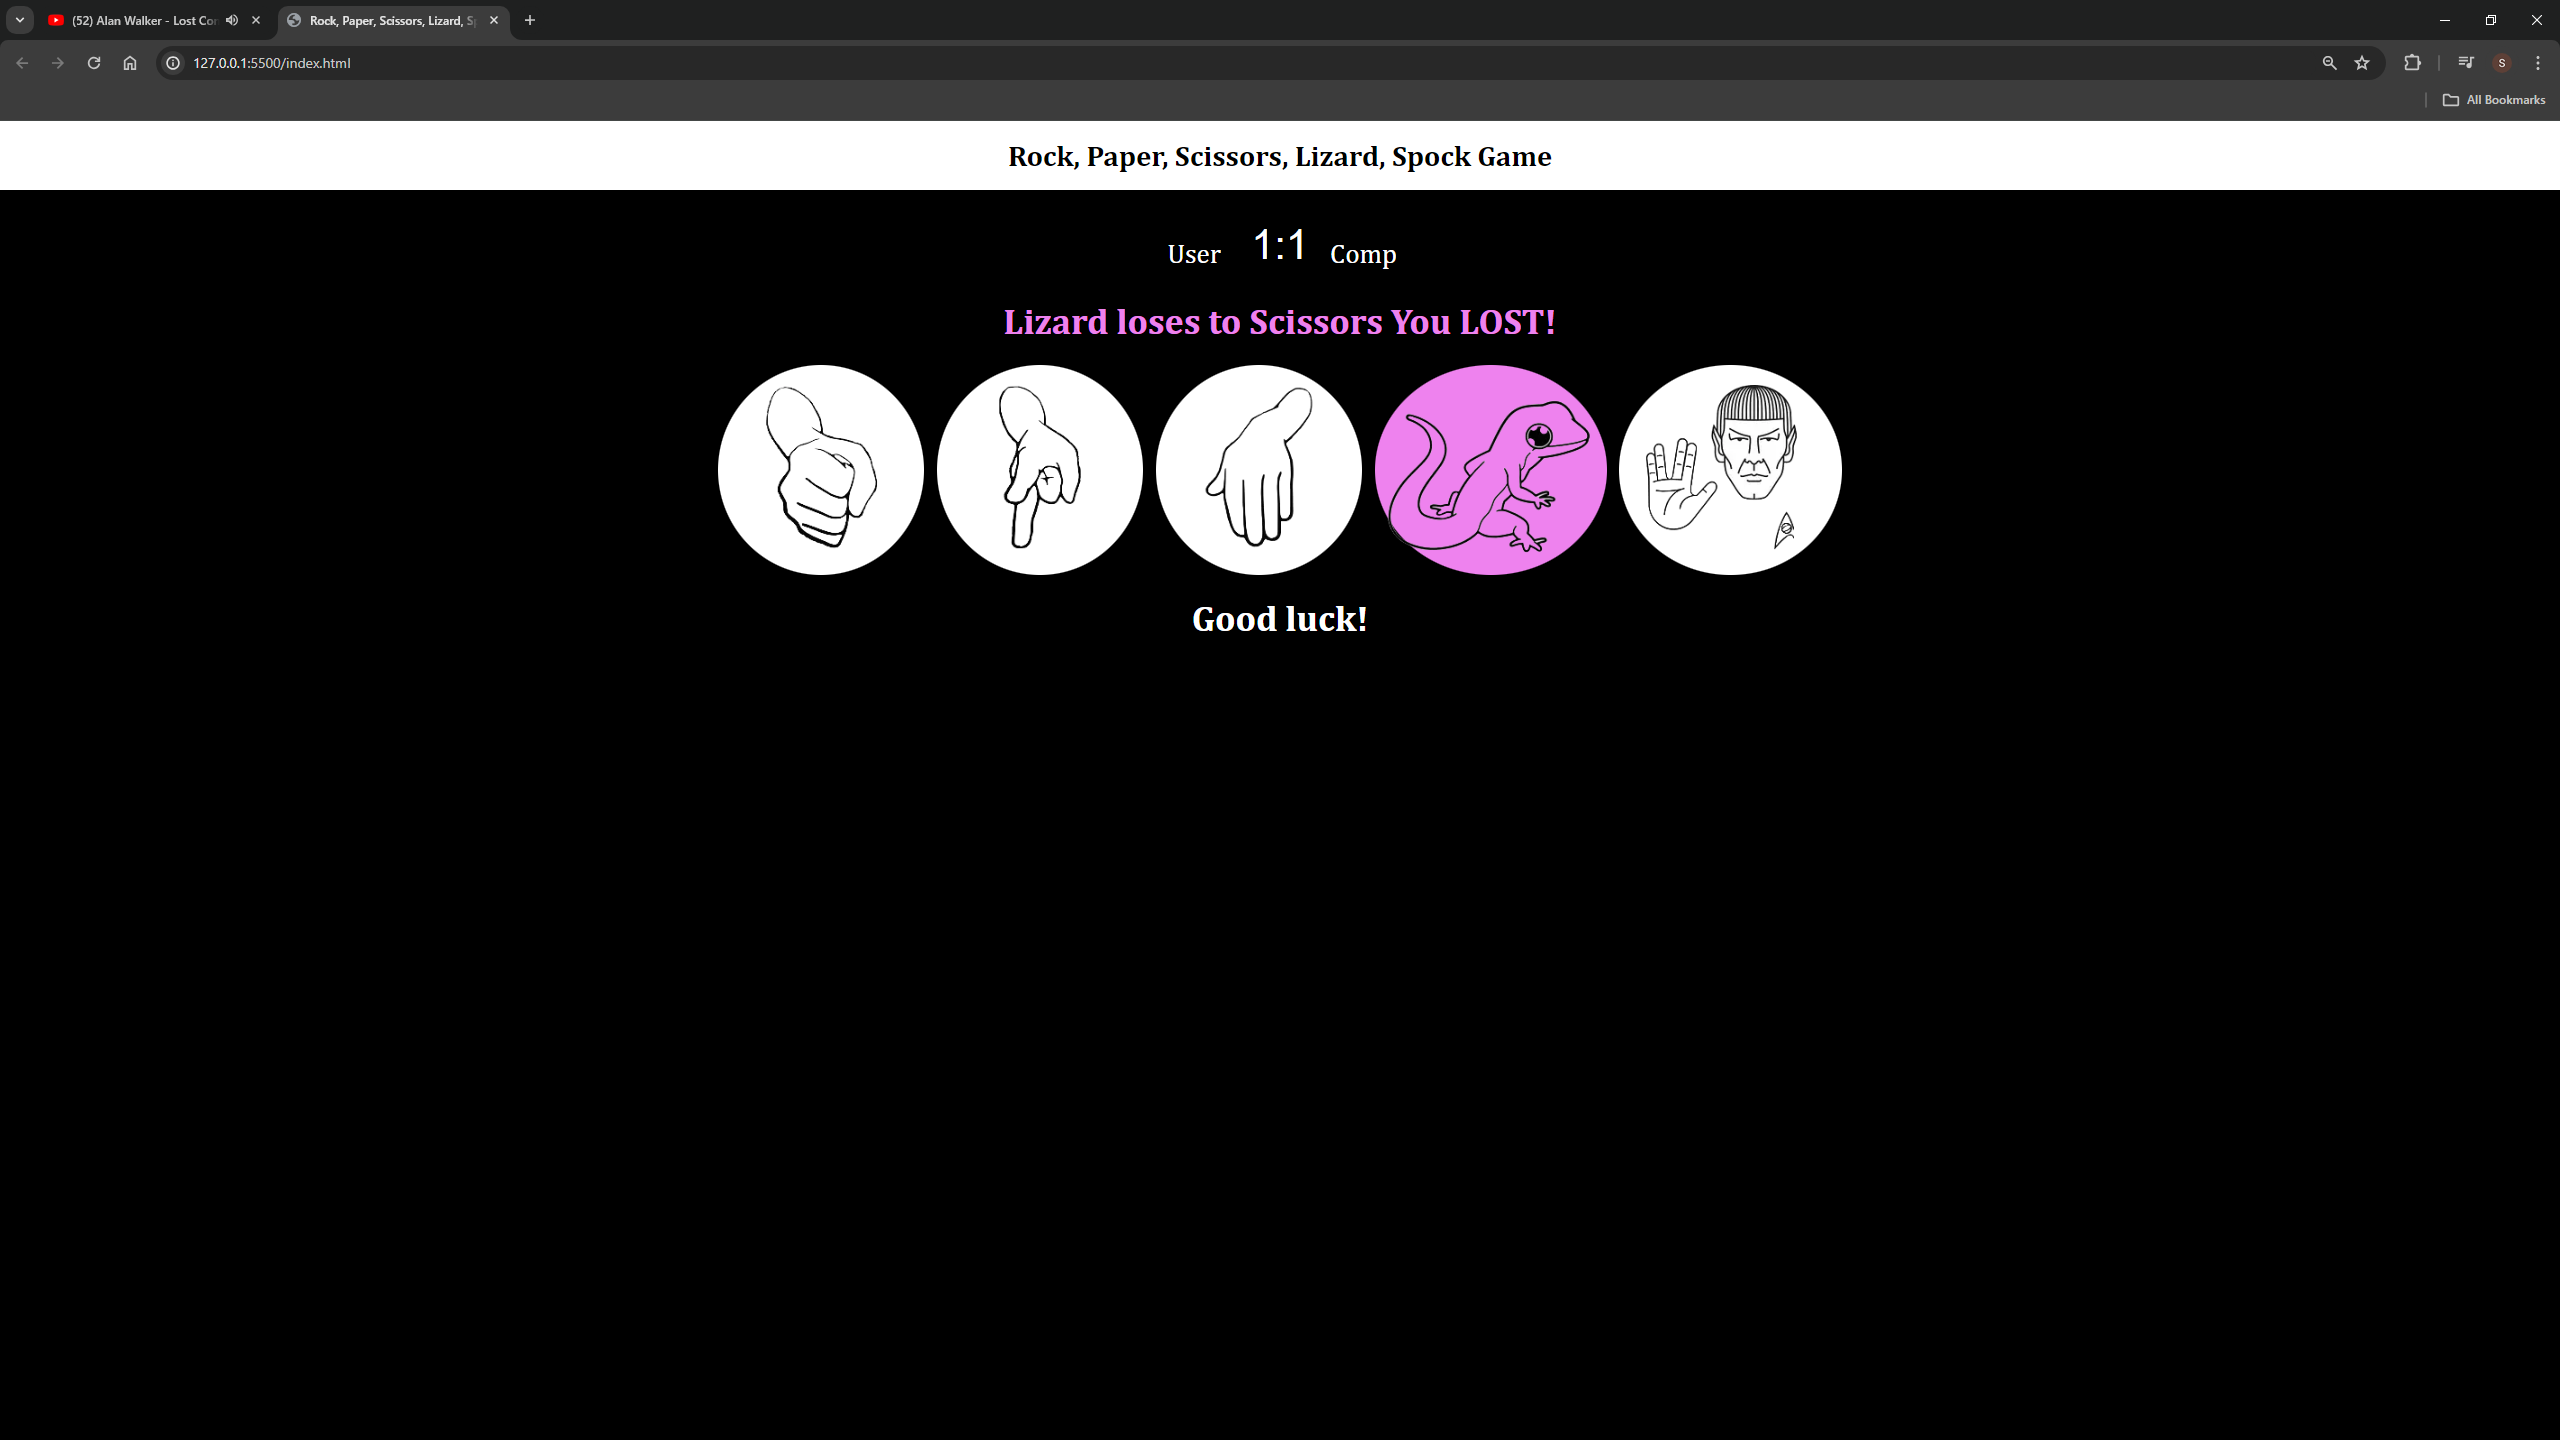 (52) Alan Walker - Lost Con
Rock, Paper, Scissors, Lizard, S
127.0.0.1:5500/index.html
S
All Bookmarks
Rock, Paper, Scissors, Lizard, Spock Game
User 1:1 Comp
Lizard loses to Scissors You LOST!
Good luck!